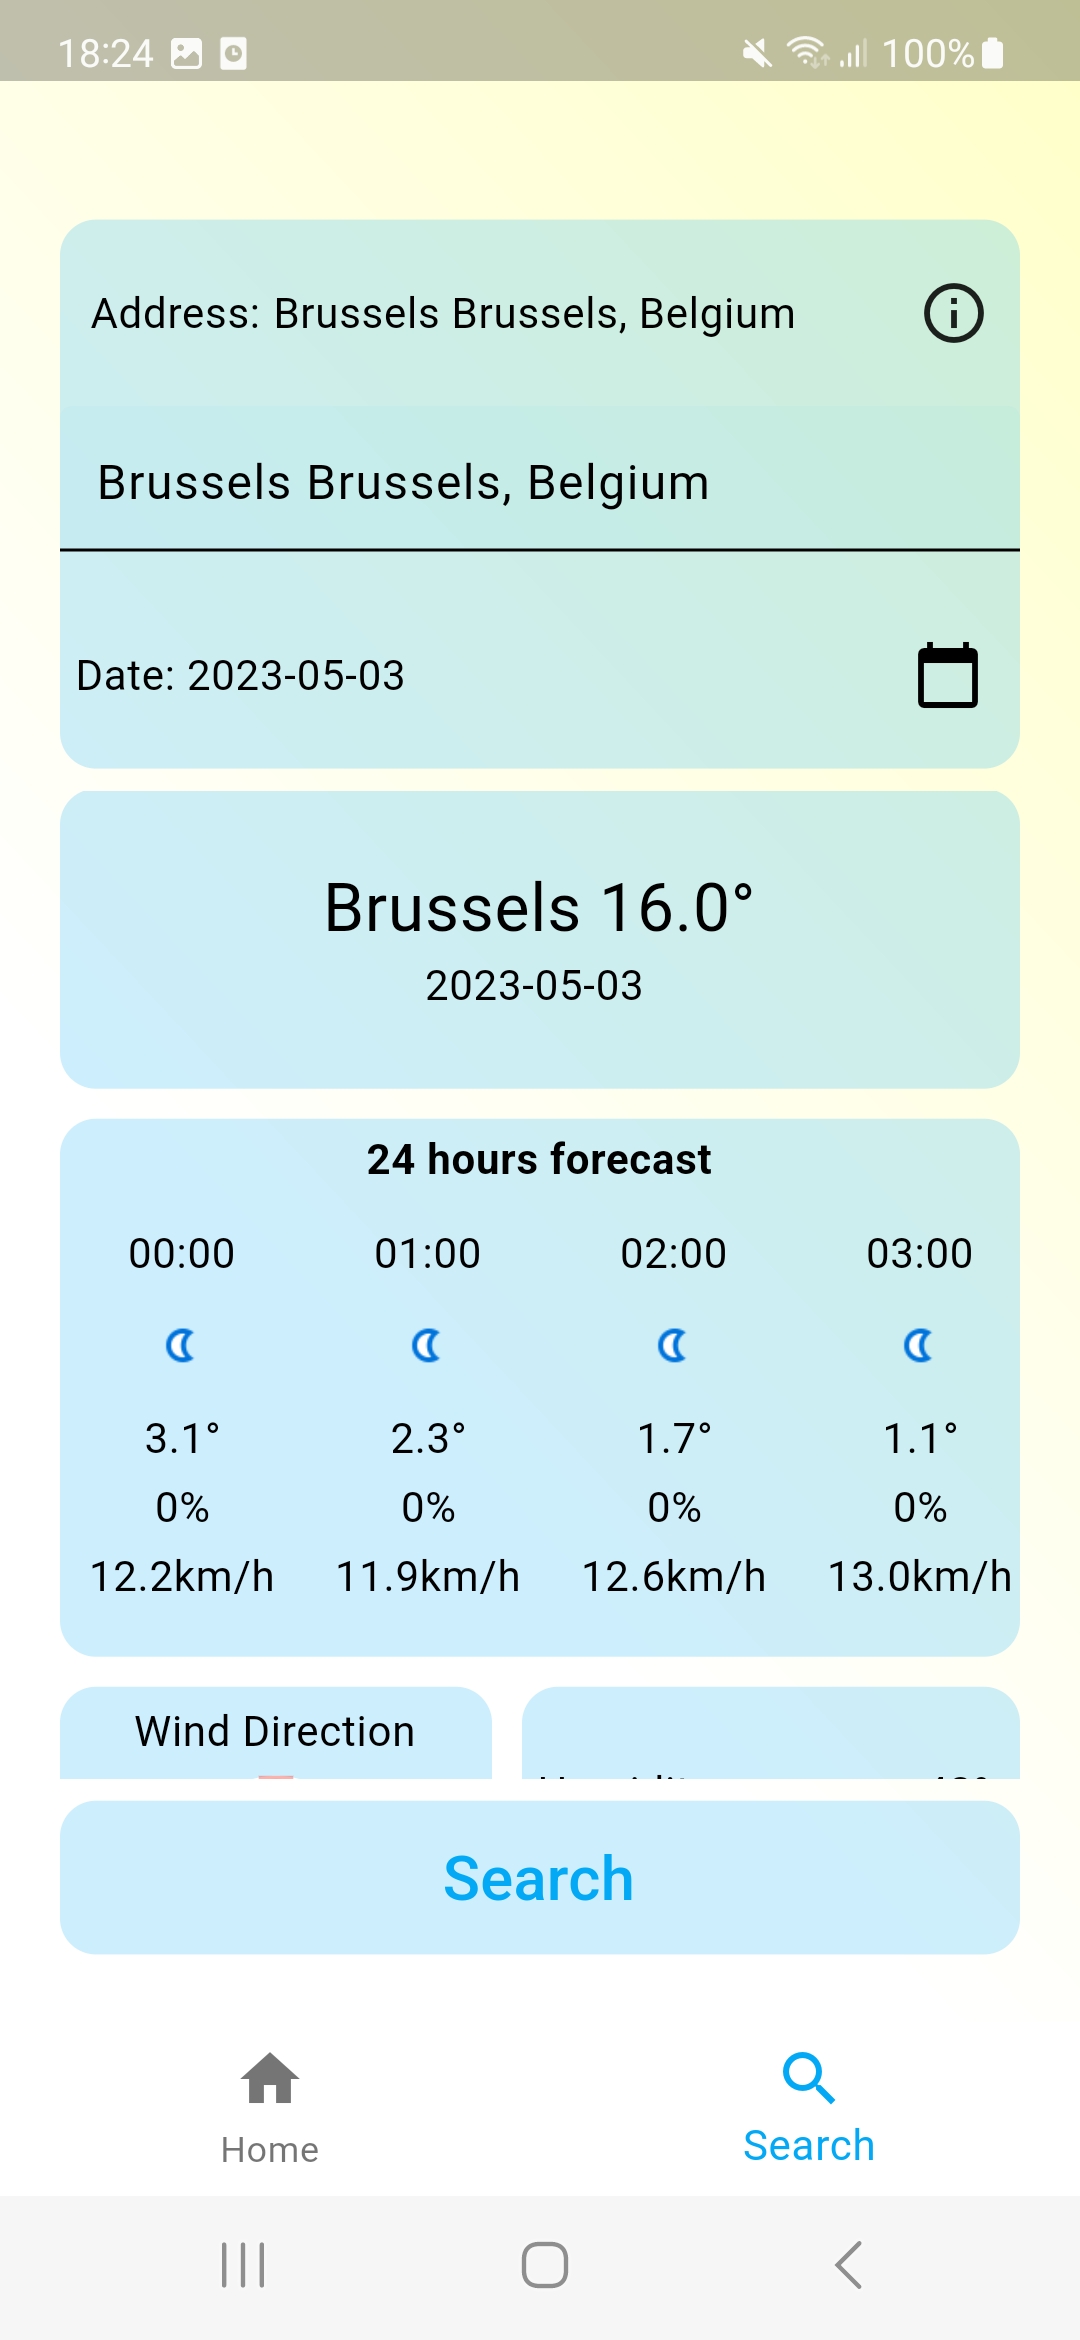 18:24 100%
Address: Brussels Brussels, Belgium
Brussels Brussels, Belgium
Date: 2023-05-03
Brussels 16.0°
2023-05-03
24 hours forecast
00:00 01:00 02:00 03:00
3.1° 2.3° 1.7° 1.1°
0% 0% 0% 0%
12.2km/h 11.9km/h 12.6km/h 13.0km/h
Wind Direction
Search
Home Search